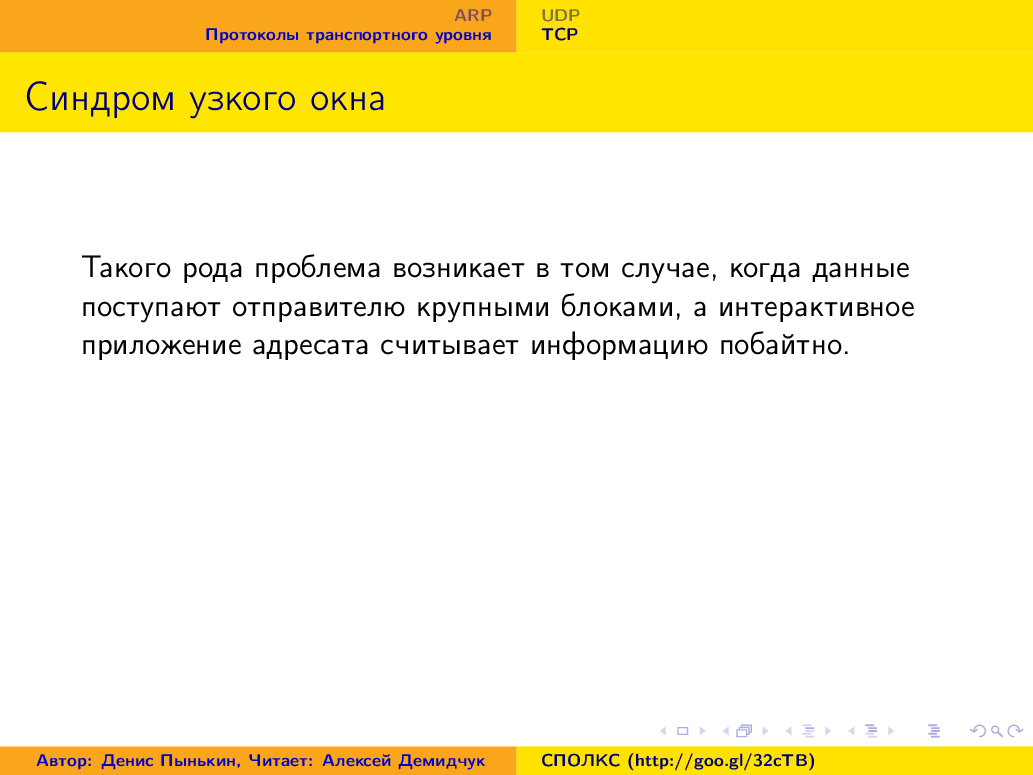 ARP
Протоколы транспортного уровня
UDP
TCP
Синдром узкого окна
Такого рода проблема возникает в том случае, когда данные
поступают отправителю крупными блоками, а интерактивное
приложение адресата считывает информацию побайтно.
Автор: Денис Пынькин, Читает: Алексей Демидчук
СПОЛКС (http://goo.gl/32cTB)